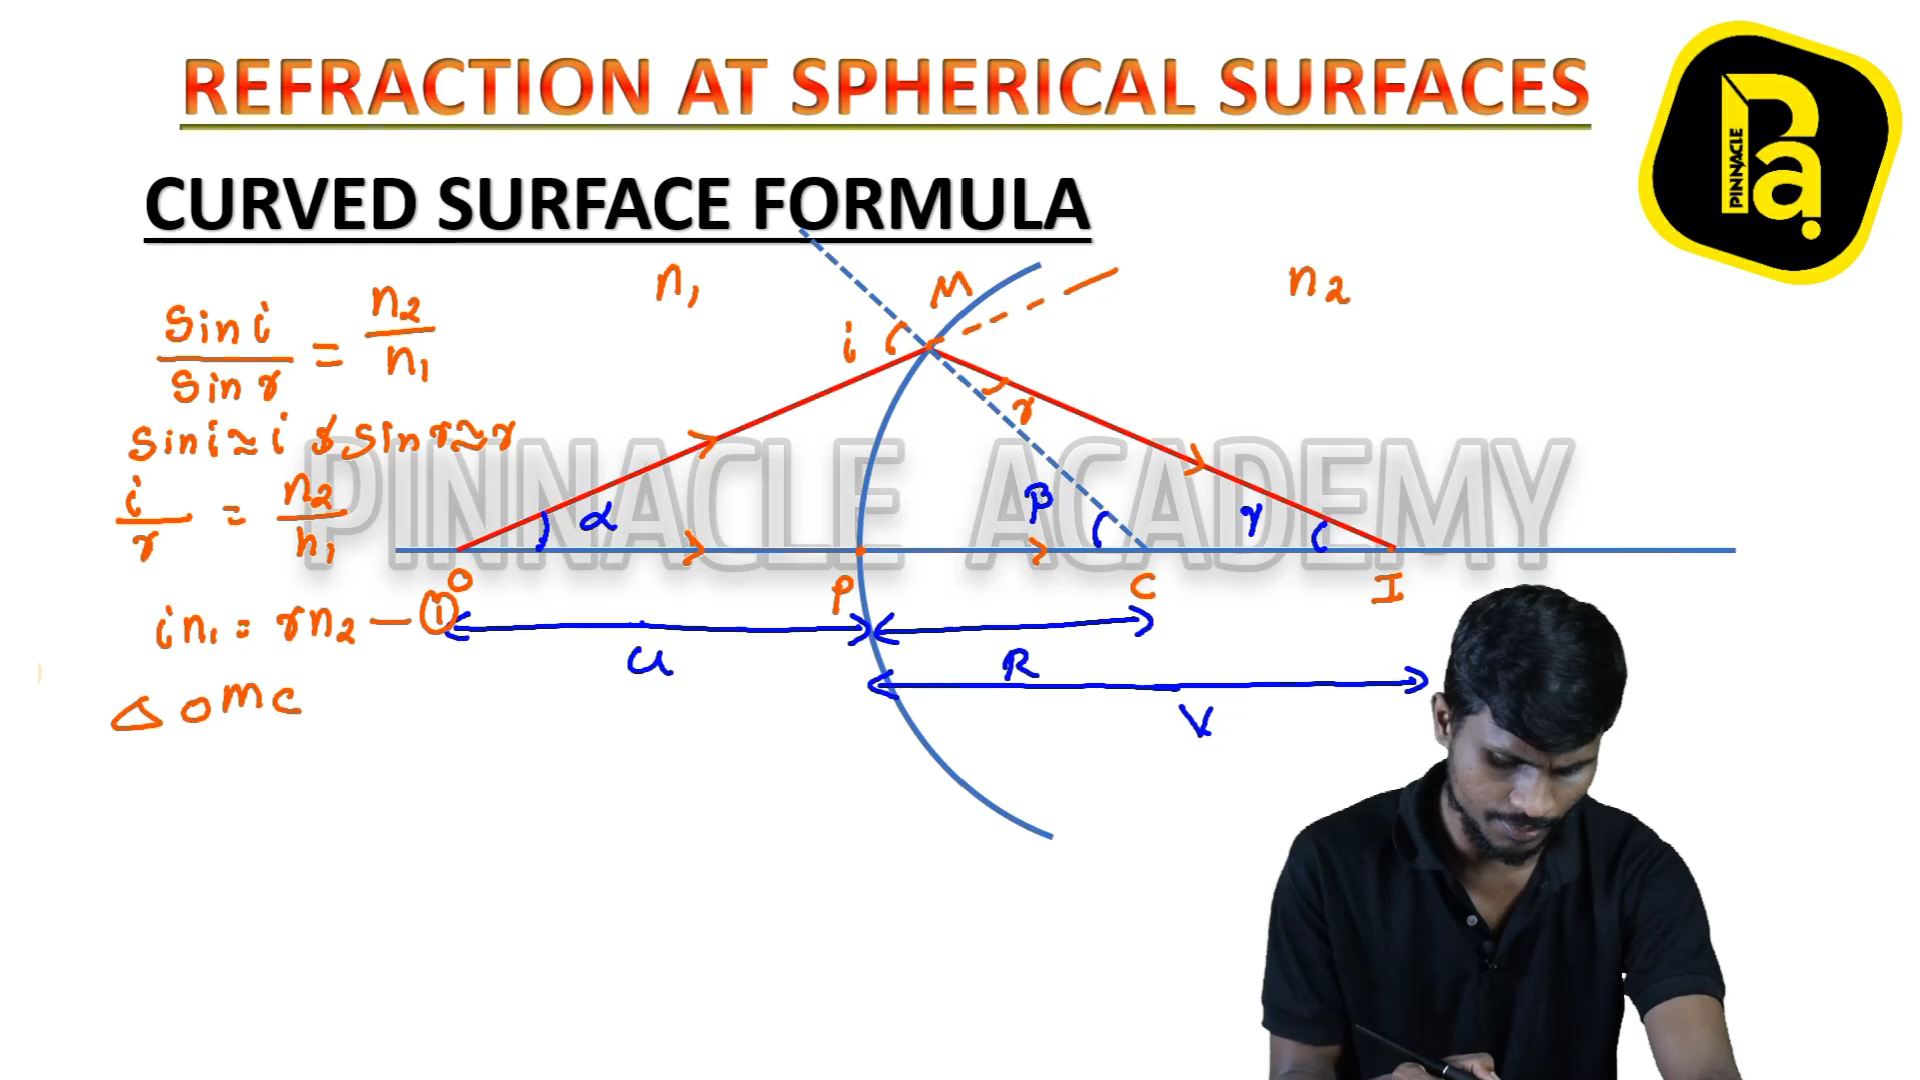 REFRACTION AT SPHERICAL SURFACES
PINNACLE
Pa
CURVED SURFACE FORMULA
n₁
M
n₂
sin i / sin r = n₂ / n₁
i
r
sin i ≈ i & sin r ≈ r
PINNACLE ACADEMY
i / r = n₂ / n₁
α
β
γ
O
P
C
I
i n₁ = r n₂ — ①
u
R
V
△ OMC